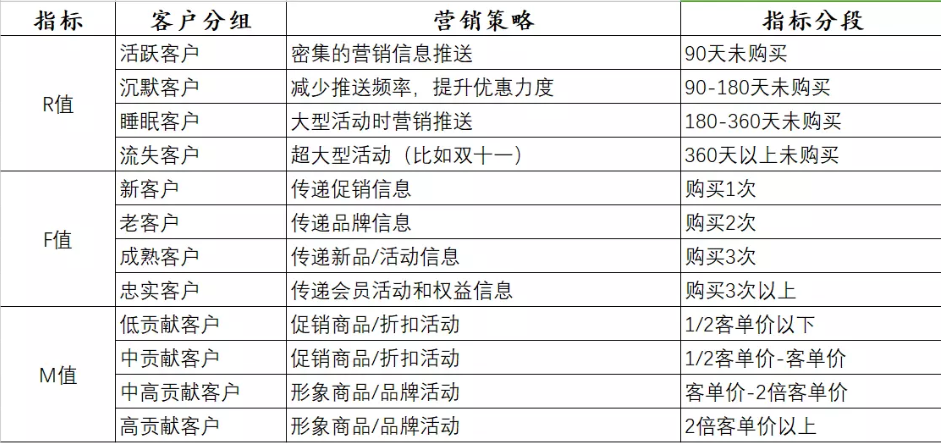 指标 客户分组 营销策略 指标分段
R值
活跃客户 密集的营销信息推送 90天未购买
沉默客户 减少推送频率，提升优惠力度 90-180天未购买
睡眠客户 大型活动时营销推送 180-360天未购买
流失客户 超大型活动（比如双十一） 360天以上未购买
F值
新客户 传递促销信息 购买1次
老客户 传递品牌信息 购买2次
成熟客户 传递新品/活动信息 购买3次
忠实客户 传递会员活动和权益信息 购买3次以上
M值
低贡献客户 促销商品/折扣活动 1/2客单价以下
中贡献客户 促销商品/折扣活动 1/2客单价-客单价
中高贡献客户 形象商品/品牌活动 客单价-2倍客单价
高贡献客户 形象商品/品牌活动 2倍客单价以上